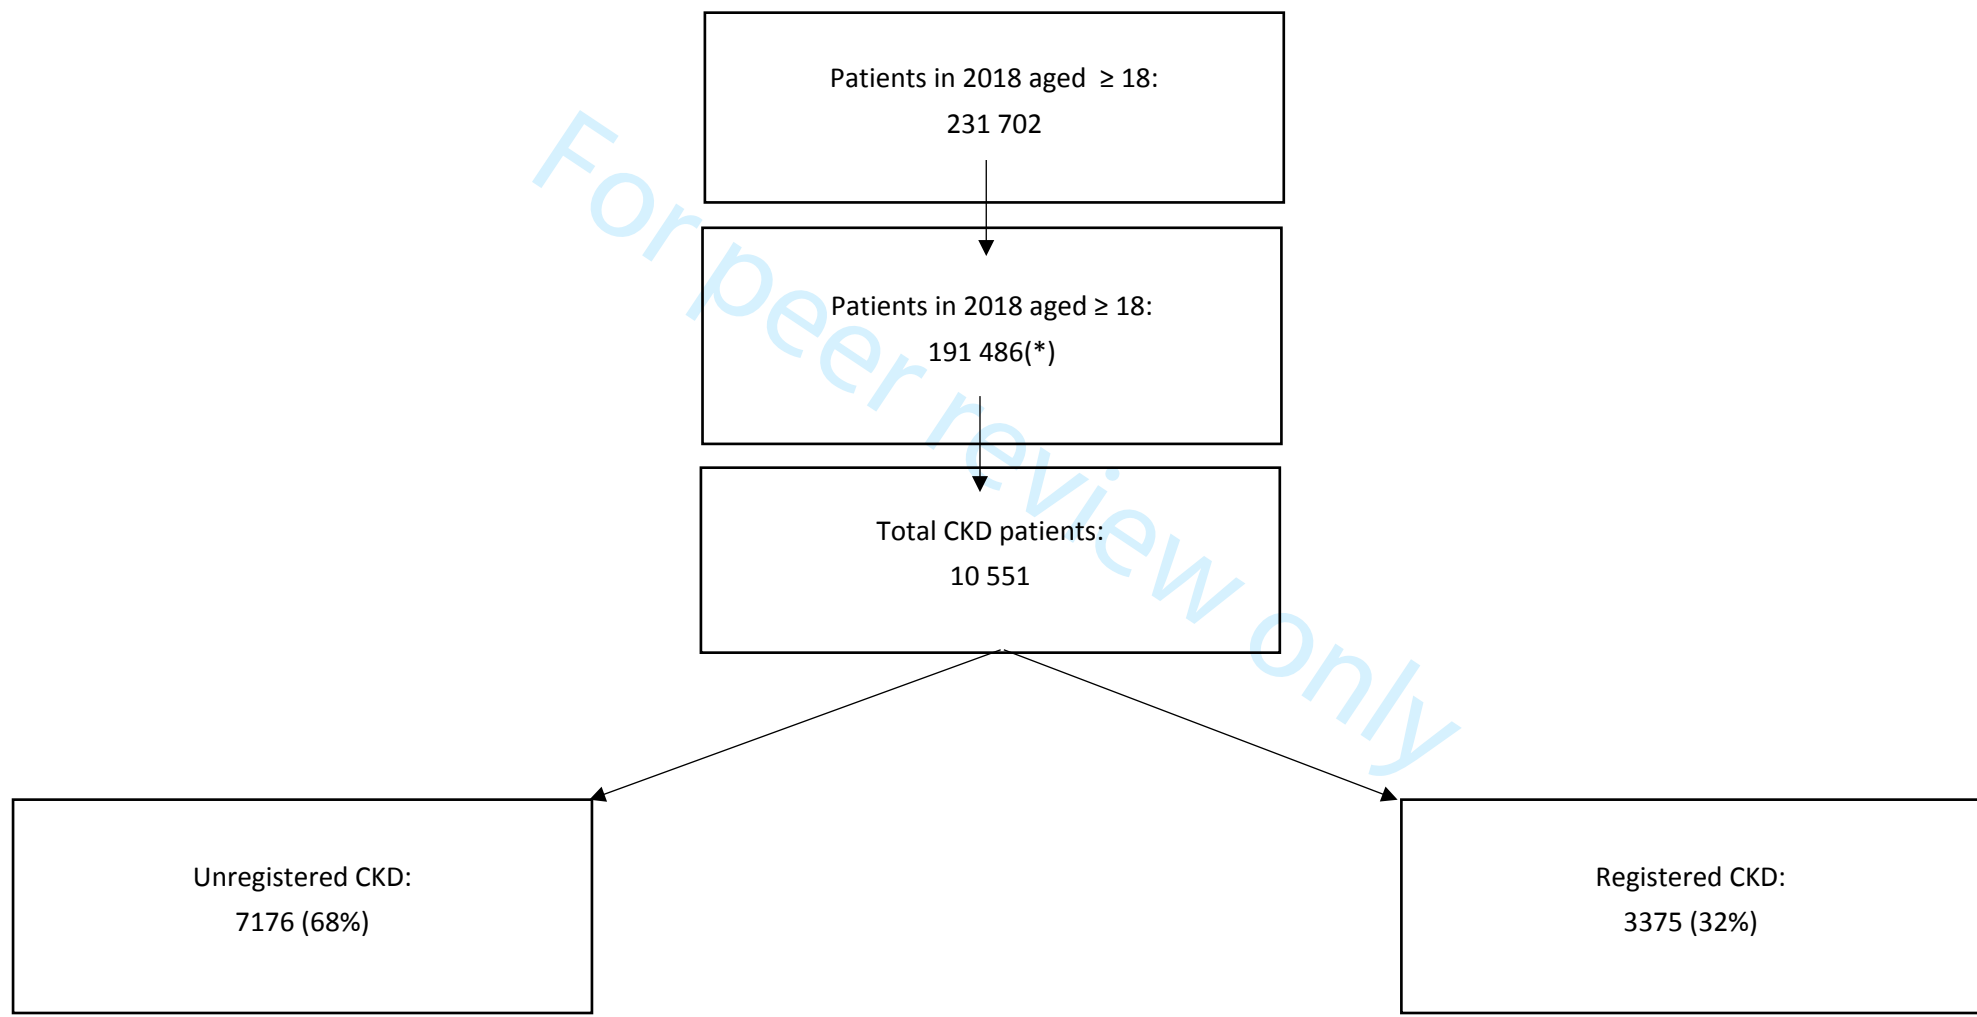 Patients in 2018 aged ≥ 18:
231 702
Patients in 2018 aged ≥ 18:
191 486(*)
Total CKD patients:
10 551
Unregistered CKD:
7176 (68%)
Registered CKD:
3375 (32%)
For peer review only